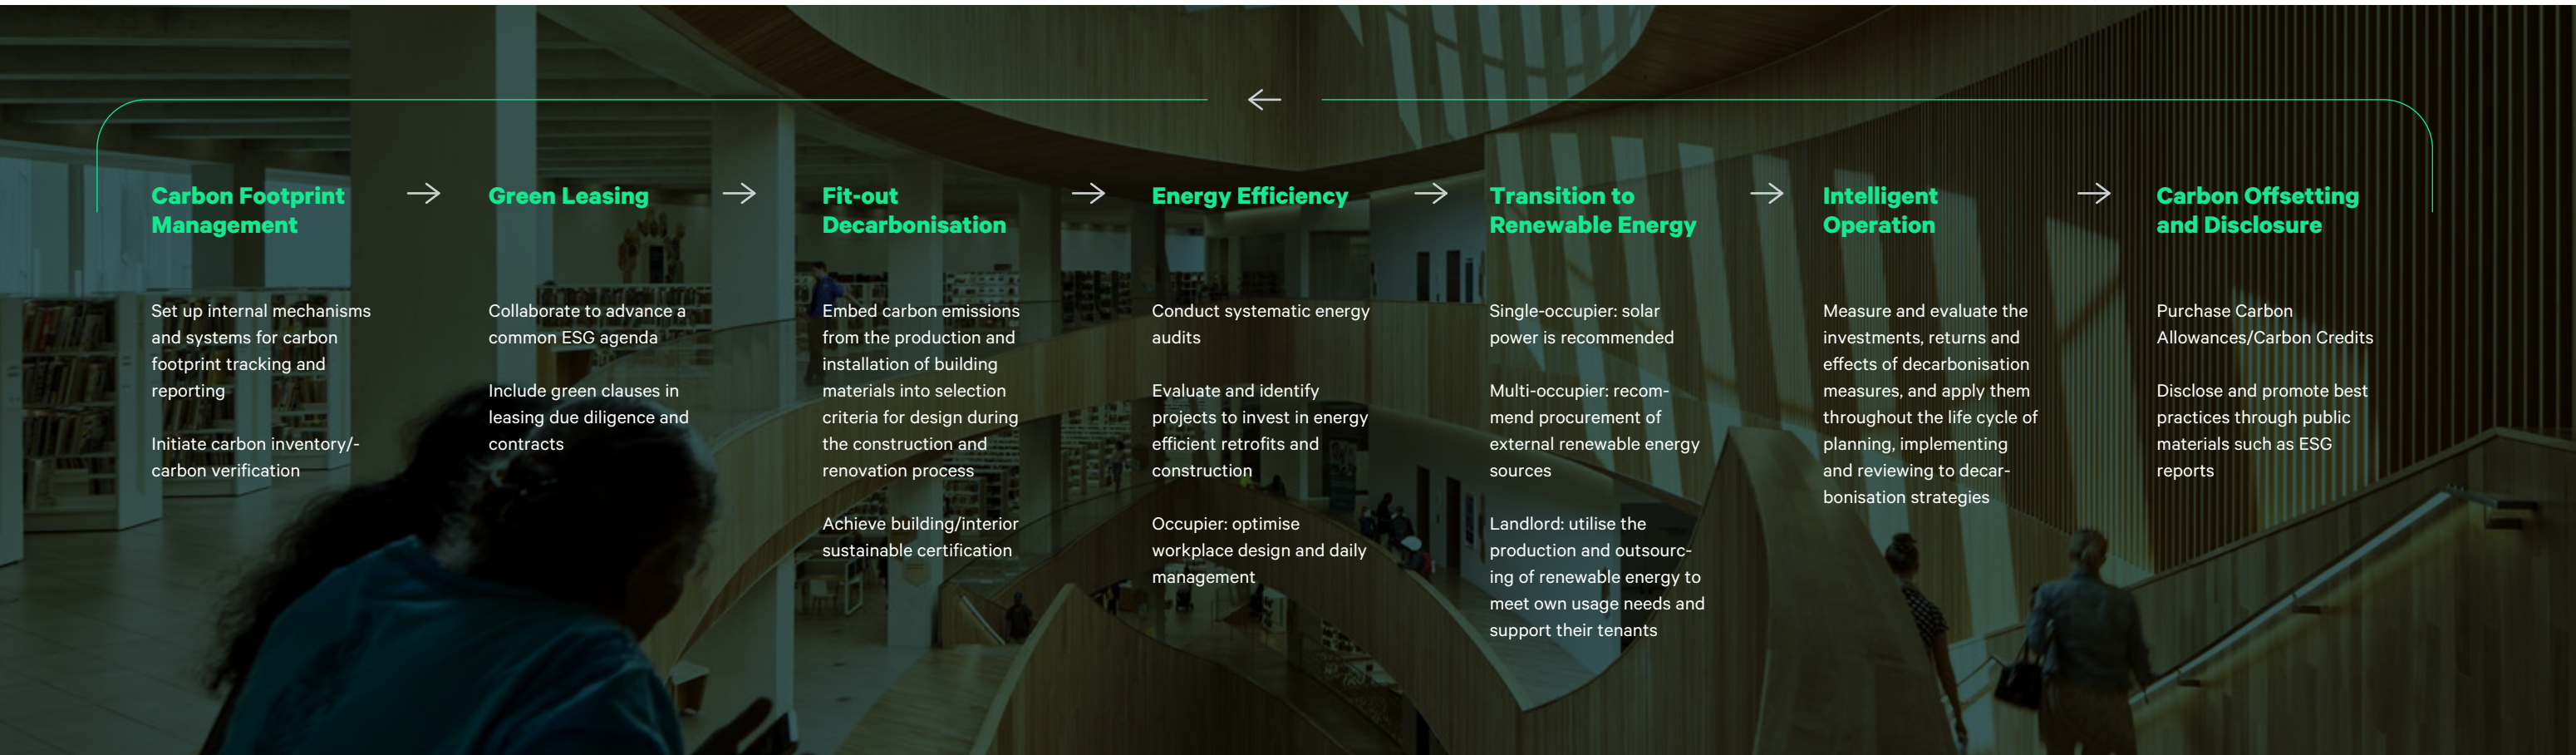 Carbon Footprint
Management
Set up internal mechanisms
and systems for carbon
footprint tracking and
reporting
Initiate carbon inventory/-
carbon verification
Green Leasing
Collaborate to advance a
common ESG agenda
Include green clauses in
leasing due diligence and
contracts
Fit-out
Decarbonisation
Embed carbon emissions
from the production and
installation of building
materials into selection
criteria for design during
the construction and
renovation process
Achieve building/interior
sustainable certification
Energy Efficiency
Conduct systematic energy
audits
Evaluate and identify
projects to invest in energy
efficient retrofits and
construction
Occupier: optimise
workplace design and daily
management
Transition to
Renewable Energy
Single-occupier: solar
power is recommended
Multi-occupier: recom-
mend procurement of
external renewable energy
sources
Landlord: utilise the
production and outsourc-
ing of renewable energy to
meet own usage needs and
support their tenants
Intelligent
Operation
Measure and evaluate the
investments, returns and
effects of decarbonisation
measures, and apply them
throughout the life cycle of
planning, implementing
and reviewing to decar-
bonisation strategies
Carbon Offsetting
and Disclosure
Purchase Carbon
Allowances/Carbon Credits
Disclose and promote best
practices through public
materials such as ESG
reports